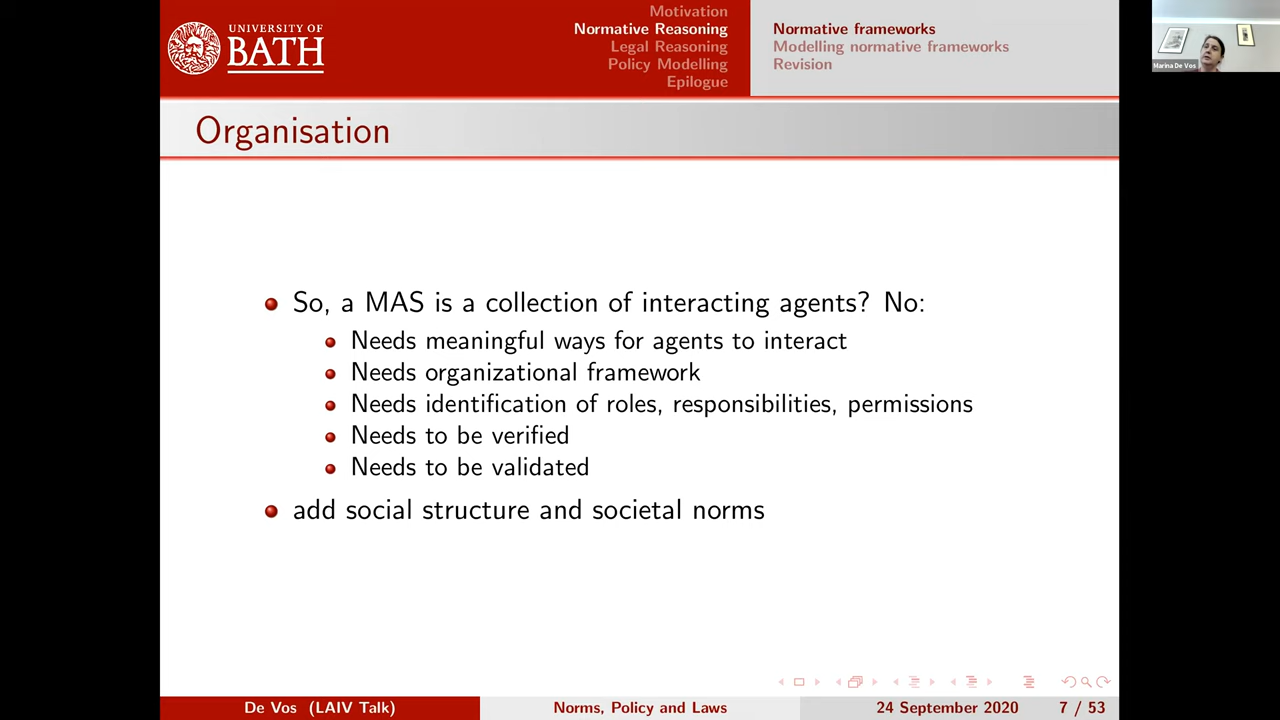 UNIVERSITY OF
BATH
Motivation
Normative Reasoning
Legal Reasoning
Policy Modelling
Epilogue
Normative frameworks
Modelling normative frameworks
Revision
Marina De Vos
Organisation
So, a MAS is a collection of interacting agents? No:
Needs meaningful ways for agents to interact
Needs organizational framework
Needs identification of roles, responsibilities, permissions
Needs to be verified
Needs to be validated
add social structure and societal norms
De Vos (LAIV Talk)
Norms, Policy and Laws
24 September 2020
7 / 53